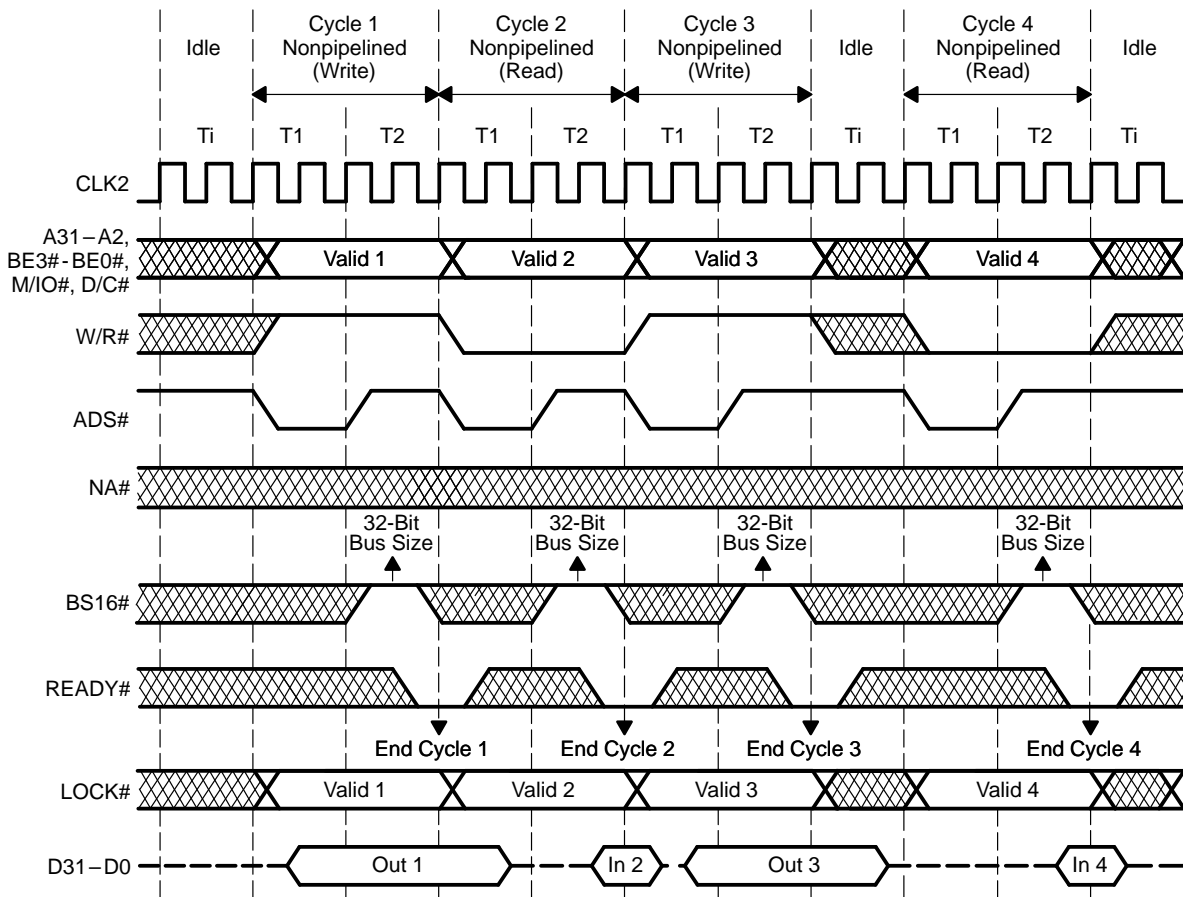 Idle
Cycle 1
Nonpipelined
(Write)
Cycle 2
Nonpipelined
(Read)
Cycle 3
Nonpipelined
(Write)
Idle
Cycle 4
Nonpipelined
(Read)
Idle
Ti T1 T2 T1 T2 T1 T2 Ti T1 T2 Ti
CLK2
A31–A2,
BE3#-BE0#,
M/IO#, D/C#
Valid 1 Valid 2 Valid 3 Valid 4
W/R#
ADS#
NA#
32-Bit
Bus Size
32-Bit
Bus Size
32-Bit
Bus Size
32-Bit
Bus Size
BS16#
READY#
End Cycle 1 End Cycle 2 End Cycle 3 End Cycle 4
LOCK# Valid 1 Valid 2 Valid 3 Valid 4
D31–D0 Out 1 In 2 Out 3 In 4